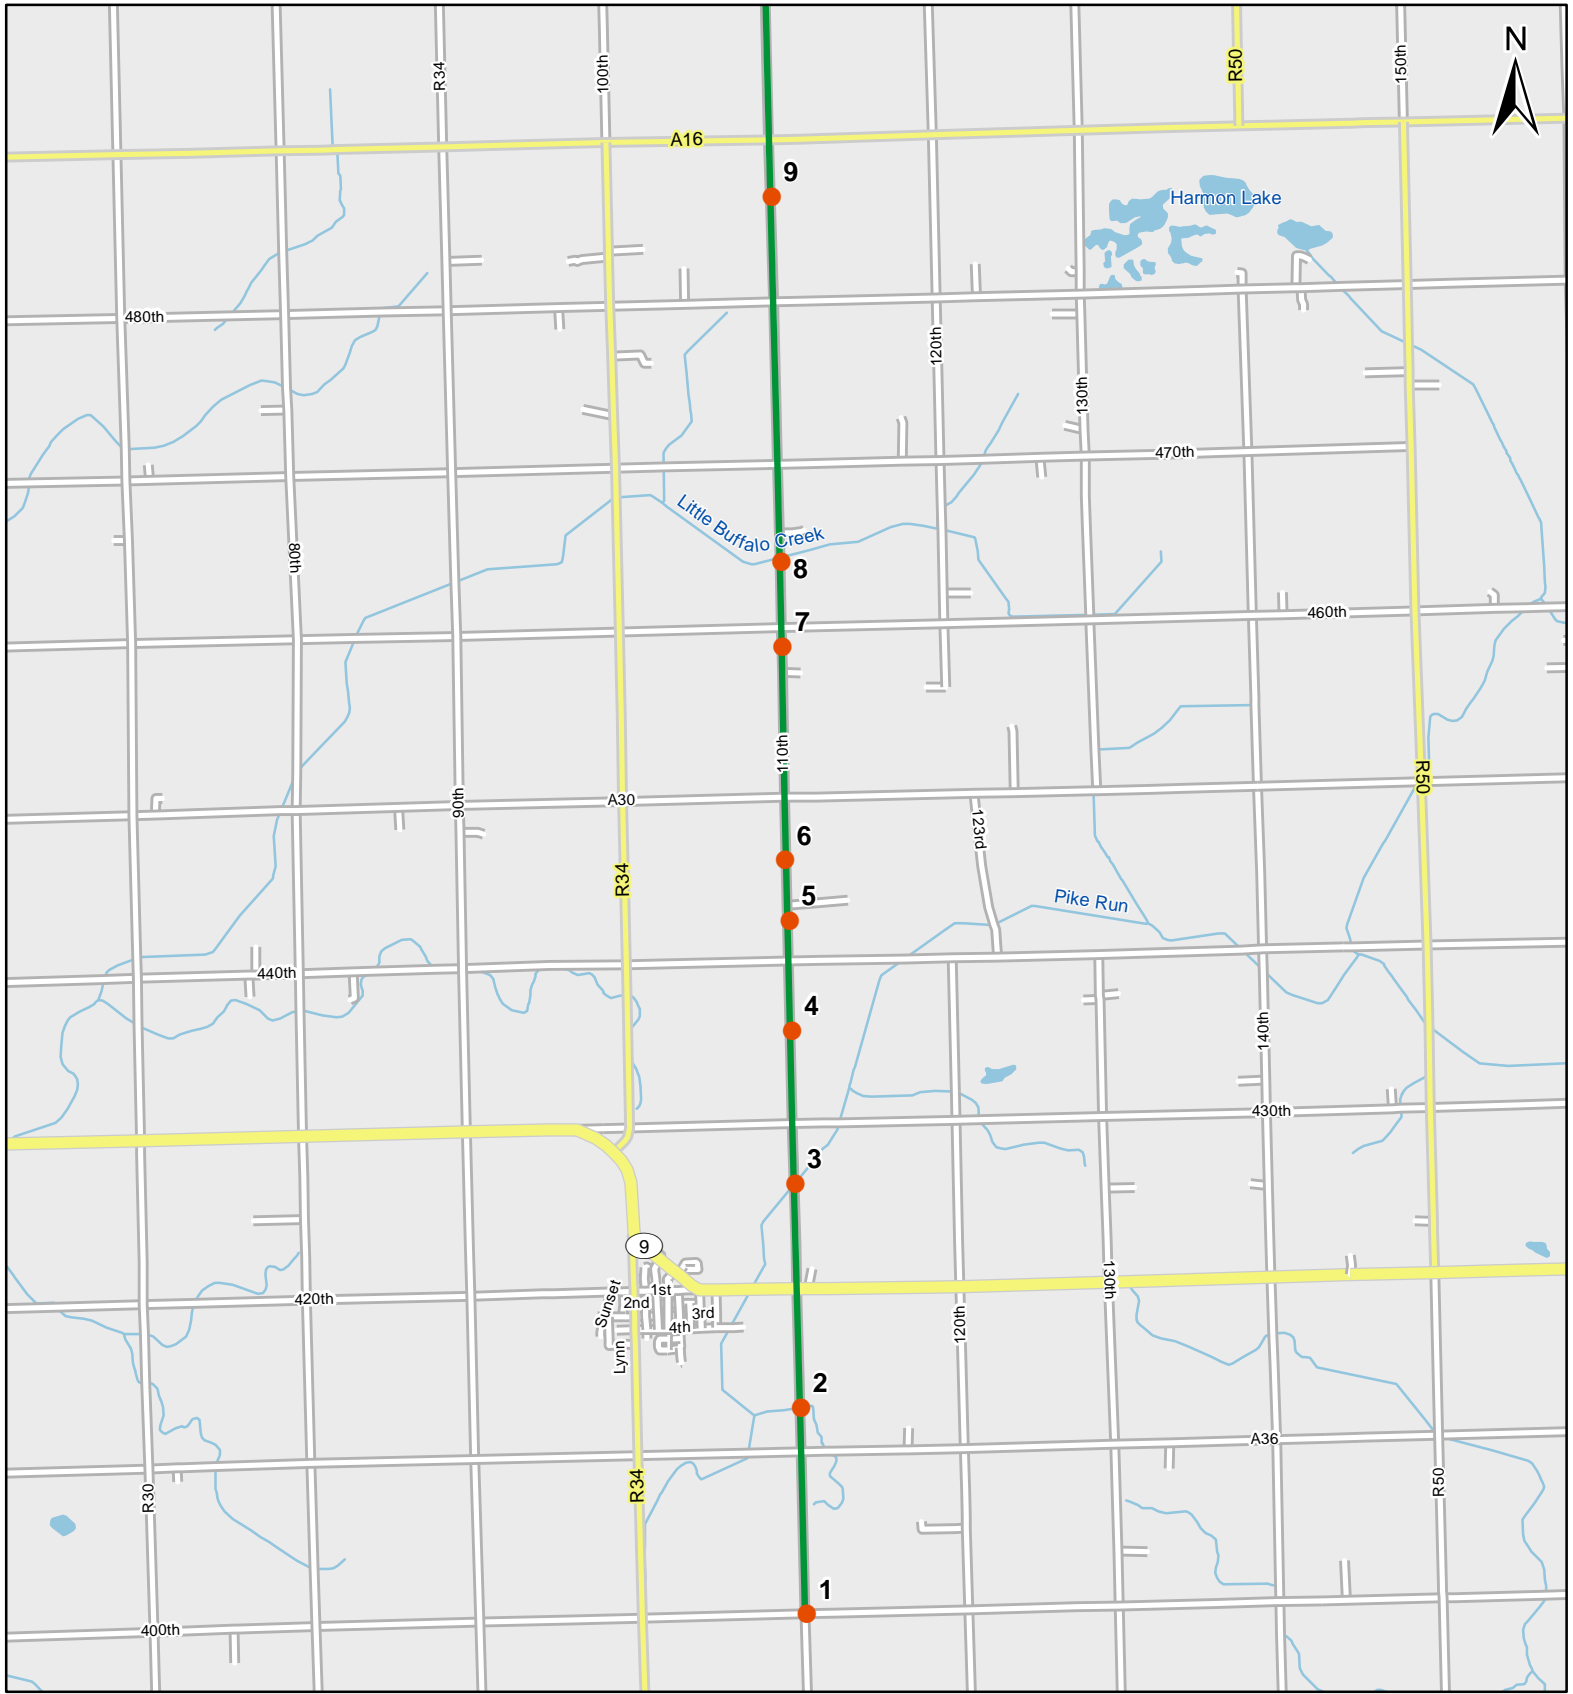 N
R34
100th
R50
150th
A16
9
Harmon Lake
480th
120th
130th
470th
Little Buffalo Creek
8
80th
7
460th
110th
90th
A30
R50
123rd
6
R34
5
Pike Run
440th
4
140th
430th
3
9
130th
420th
Sunset
1st
2nd
3rd
4th
Lynn
120th
2
A36
R30
R34
R50
1
400th